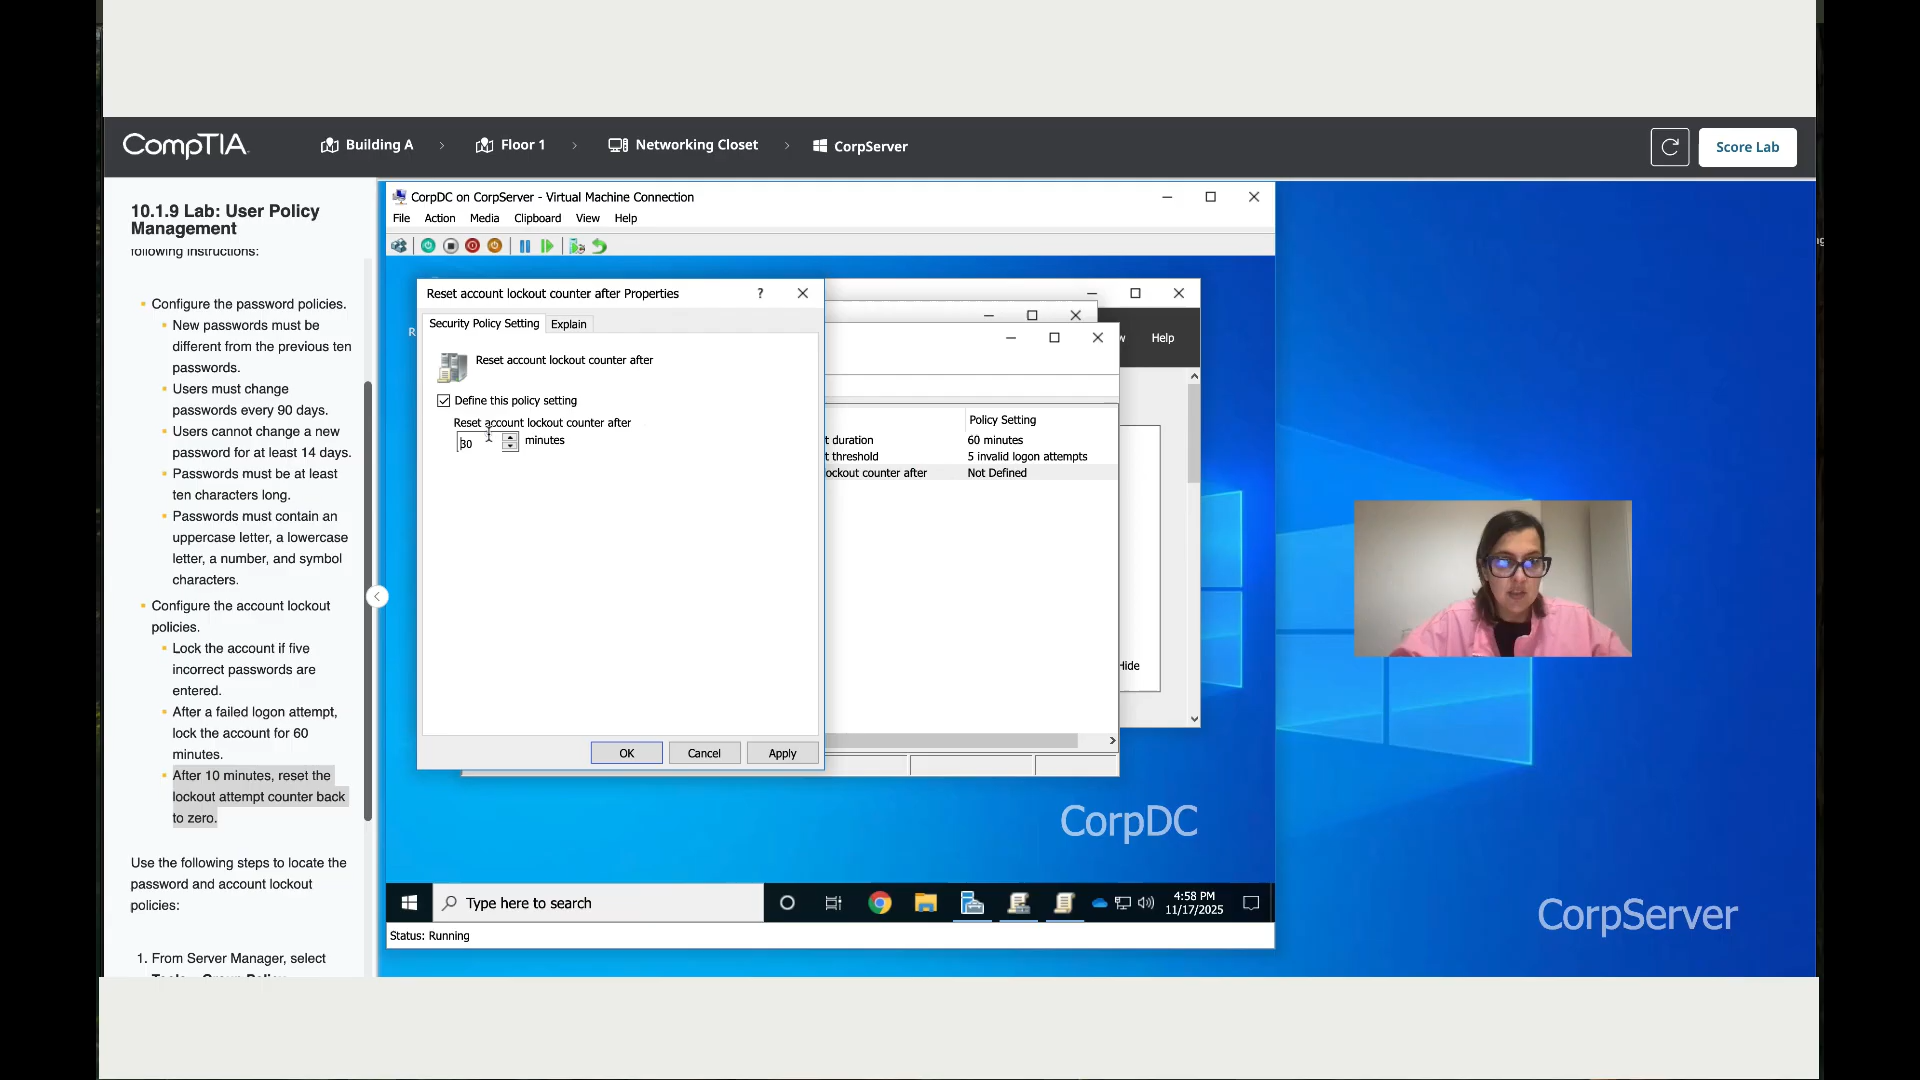 CompTIA
Building A
Floor 1
Networking Closet
CorpServer
Score Lab
10.1.9 Lab: User Policy
Management
following instructions:
Configure the password policies.
New passwords must be
different from the previous ten
passwords.
Users must change
passwords every 90 days.
Users cannot change a new
password for at least 14 days.
Passwords must be at least
ten characters long.
Passwords must contain an
uppercase letter, a lowercase
letter, a number, and symbol
characters.
Configure the account lockout
policies.
Lock the account if five
incorrect passwords are
entered.
After a failed logon attempt,
lock the account for 60
minutes.
After 10 minutes, reset the
lockout attempt counter back
to zero.
Use the following steps to locate the
password and account lockout
policies:
1. From Server Manager, select
CorpDC on CorpServer - Virtual Machine Connection
File Action Media Clipboard View Help
Reset account lockout counter after Properties
?
Security Policy Setting
Explain
Reset account lockout counter after
Define this policy setting
Reset account lockout counter after
30
minutes
OK
Cancel
Apply
Help
Policy Setting
t duration
60 minutes
t threshold
5 invalid logon attempts
ockout counter after
Not Defined
Hide
CorpDC
Type here to search
4:58 PM
11/17/2025
Status: Running
CorpServer